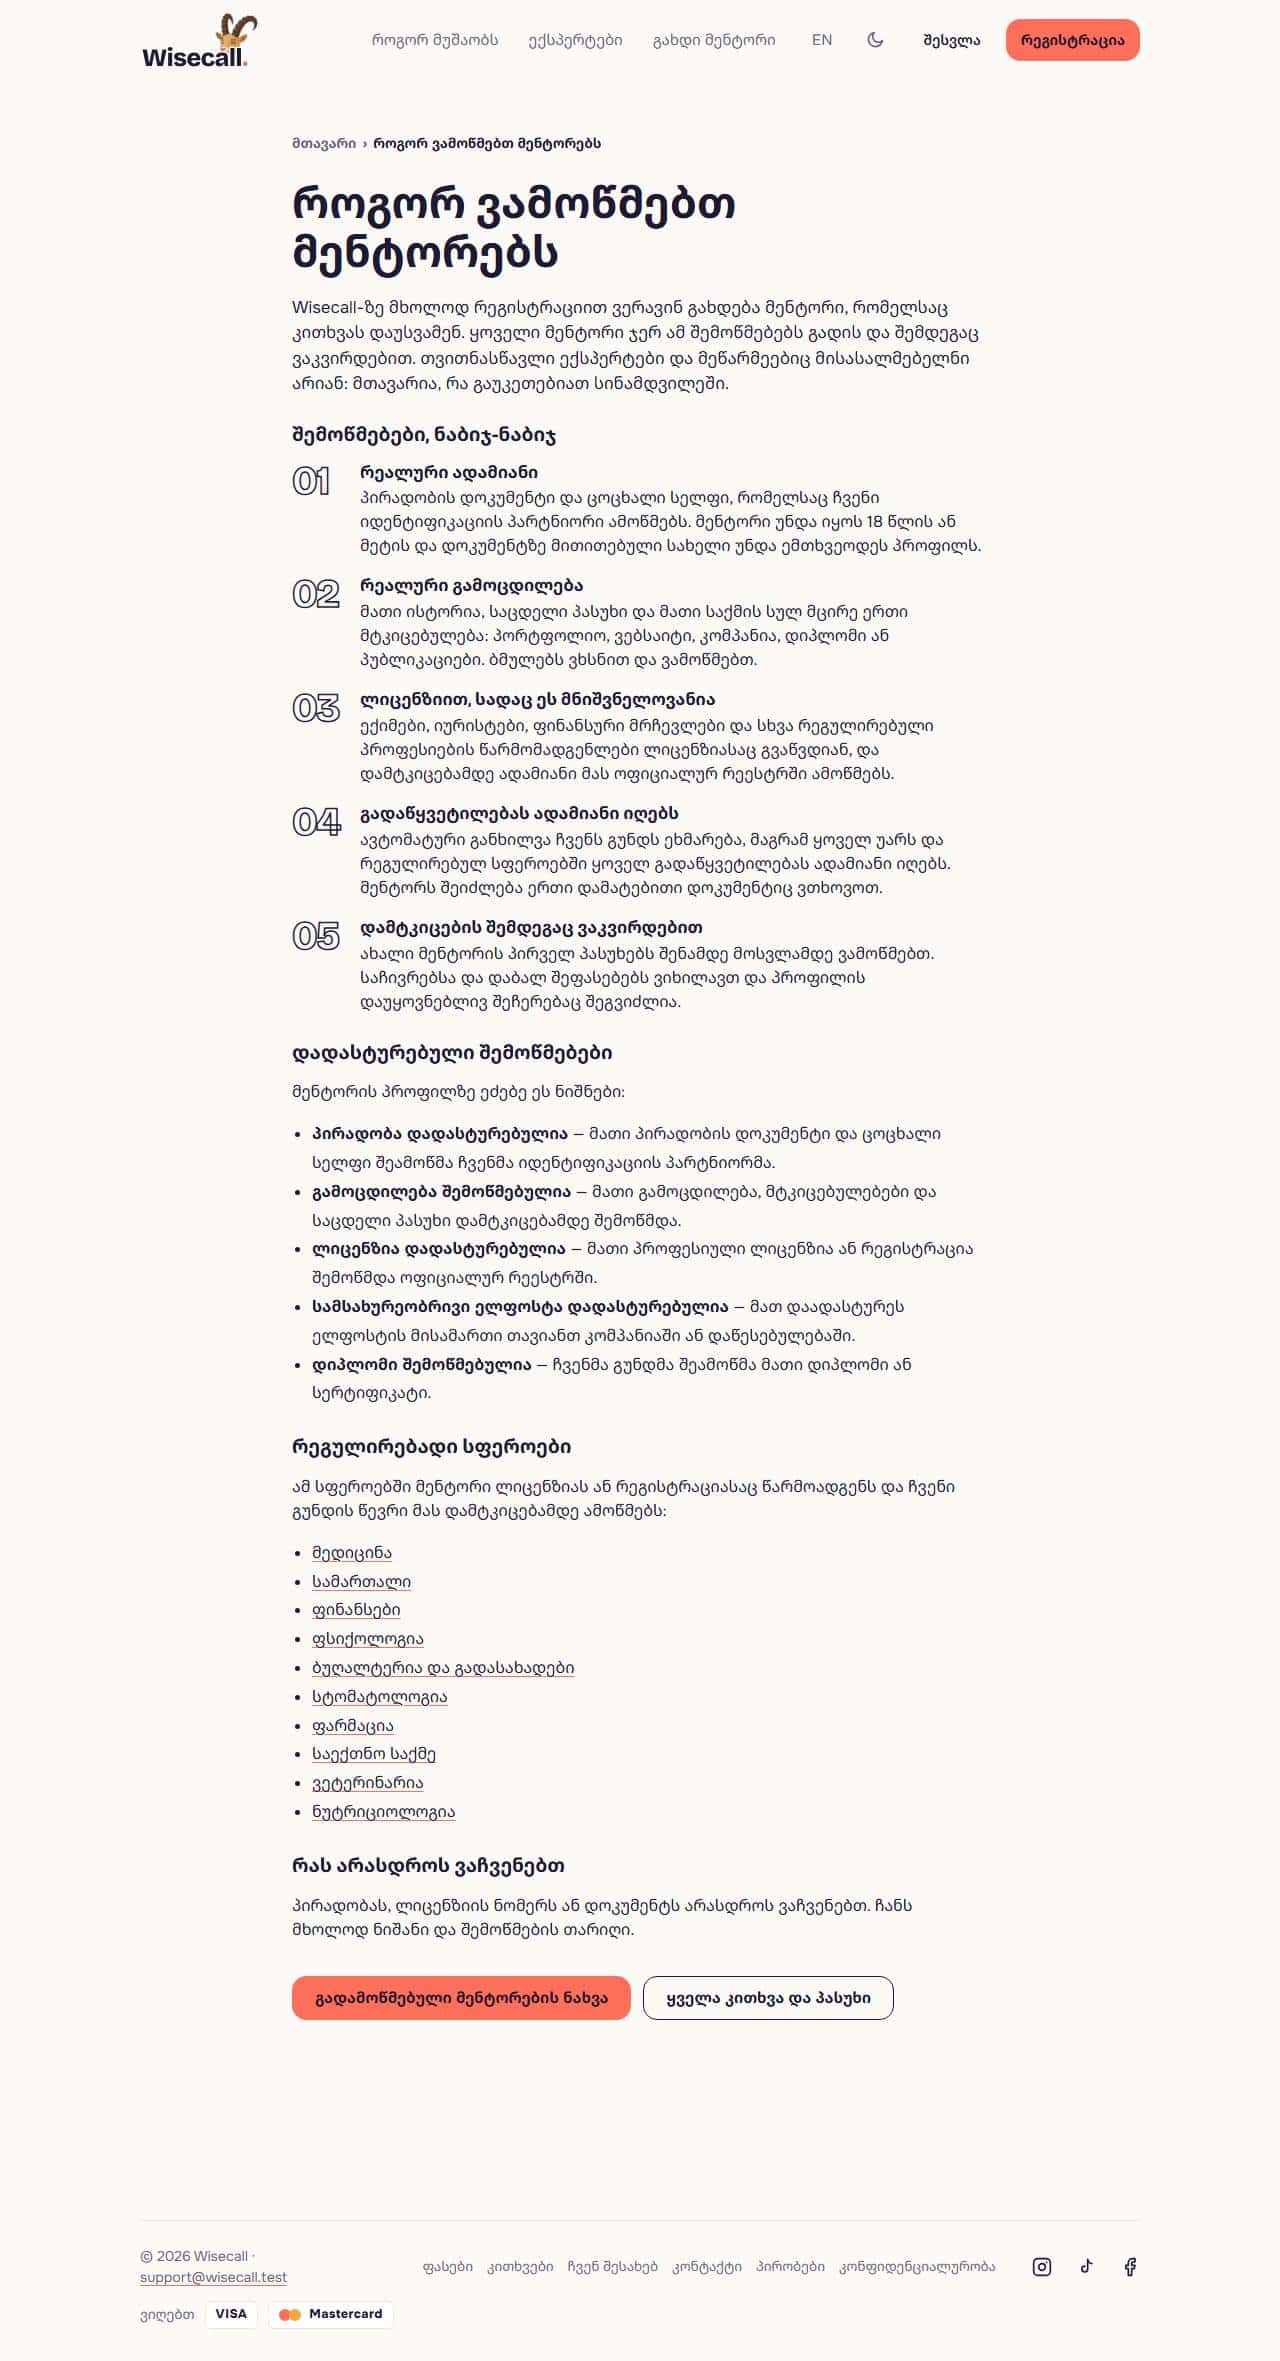 Wisecall.
როგორ მუშაობს
ექსპერტები
გახდი მენტორი
EN
შესვლა
რეგისტრაცია
მთავარი › როგორ ვამოწმებთ მენტორებს
როგორ ვამოწმებთ
მენტორებს
Wisecall-ზე მხოლოდ რეგისტრაციით ვერავინ გახდება მენტორი, რომელსაც
კითხვას დაუსვამენ. ყოველი მენტორი ჯერ ამ შემოწმებებს გადის და შემდეგაც
ვაკვირდებით. თვითნასწავლი ექსპერტები და მეწარმეებიც მისასალმებელნი
არიან: მთავარია, რა გაუკეთებიათ სინამდვილეში.
შემოწმებები, ნაბიჯ-ნაბიჯ
01
რეალური ადამიანი
პირადობის დოკუმენტი და ცოცხალი სელფი, რომელსაც ჩვენი
იდენტიფიკაციის პარტნიორი ამოწმებს. მენტორი უნდა იყოს 18 წლის ან
მეტის და დოკუმენტზე მითითებული სახელი უნდა ემთხვეოდეს პროფილს.
02
რეალური გამოცდილება
მათი ისტორია, საცდელი პასუხი და მათი საქმის სულ მცირე ერთი
მტკიცებულება: პორტფოლიო, ვებსაიტი, კომპანია, დიპლომი ან
პუბლიკაციები. ბმულებს ვხსნით და ვამოწმებთ.
03
ლიცენზიით, სადაც ეს მნიშვნელოვანია
ექიმები, იურისტები, ფინანსური მრჩევლები და სხვა რეგულირებული
პროფესიების წარმომადგენლები ლიცენზიასაც გვაწვდიან, და
დამტკიცებამდე ადამიანი მას ოფიციალურ რეესტრში ამოწმებს.
04
გადაწყვეტილებას ადამიანი იღებს
ავტომატური განხილვა ჩვენს გუნდს ეხმარება, მაგრამ ყოველ უარს და
რეგულირებულ სფეროებში ყოველ გადაწყვეტილებას ადამიანი იღებს.
მენტორს შეიძლება ერთი დამატებითი დოკუმენტიც ვთხოვოთ.
05
დამტკიცების შემდეგაც ვაკვირდებით
ახალი მენტორის პირველ პასუხებს შენამდე მოსვლამდე ვამოწმებთ.
საჩივრებსა და დაბალ შეფასებებს ვიხილავთ და პროფილის
დაუყოვნებლივ შეჩერებაც შეგვიძლია.
დადასტურებული შემოწმებები
მენტორის პროფილზე ეძებე ეს ნიშნები:
• პირადობა დადასტურებულია — მათი პირადობის დოკუმენტი და ცოცხალი
სელფი შეამოწმა ჩვენმა იდენტიფიკაციის პარტნიორმა.
• გამოცდილება შემოწმებულია — მათი გამოცდილება, მტკიცებულებები და
საცდელი პასუხი დამტკიცებამდე შემოწმდა.
• ლიცენზია დადასტურებულია — მათი პროფესიული ლიცენზია ან რეგისტრაცია
შემოწმდა ოფიციალურ რეესტრში.
• სამსახურეობრივი ელფოსტა დადასტურებულია — მათ დაადასტურეს
ელფოსტის მისამართი თავიანთ კომპანიაში ან დაწესებულებაში.
• დიპლომი შემოწმებულია — ჩვენმა გუნდმა შეამოწმა მათი დიპლომი ან
სერტიფიკატი.
რეგულირებადი სფეროები
ამ სფეროებში მენტორი ლიცენზიას ან რეგისტრაციასაც წარმოადგენს და ჩვენი
გუნდის წევრი მას დამტკიცებამდე ამოწმებს:
• მედიცინა
• სამართალი
• ფინანსები
• ფსიქოლოგია
• ბუღალტერია და გადასახადები
• სტომატოლოგია
• ფარმაცია
• საექთნო საქმე
• ვეტერინარია
• ნუტრიციოლოგია
რას არასდროს ვაჩვენებთ
პირადობას, ლიცენზიის ნომერს ან დოკუმენტს არასდროს ვაჩვენებთ. ჩანს
მხოლოდ ნიშანი და შემოწმების თარიღი.
გადამოწმებული მენტორების ნახვა
ყველა კითხვა და პასუხი
© 2026 Wisecall ·
support@wisecall.test
ფასები
კითხვები
ჩვენ შესახებ
კონტაქტი
პირობები
კონფიდენციალურობა
ვიღებთ
VISA
Mastercard